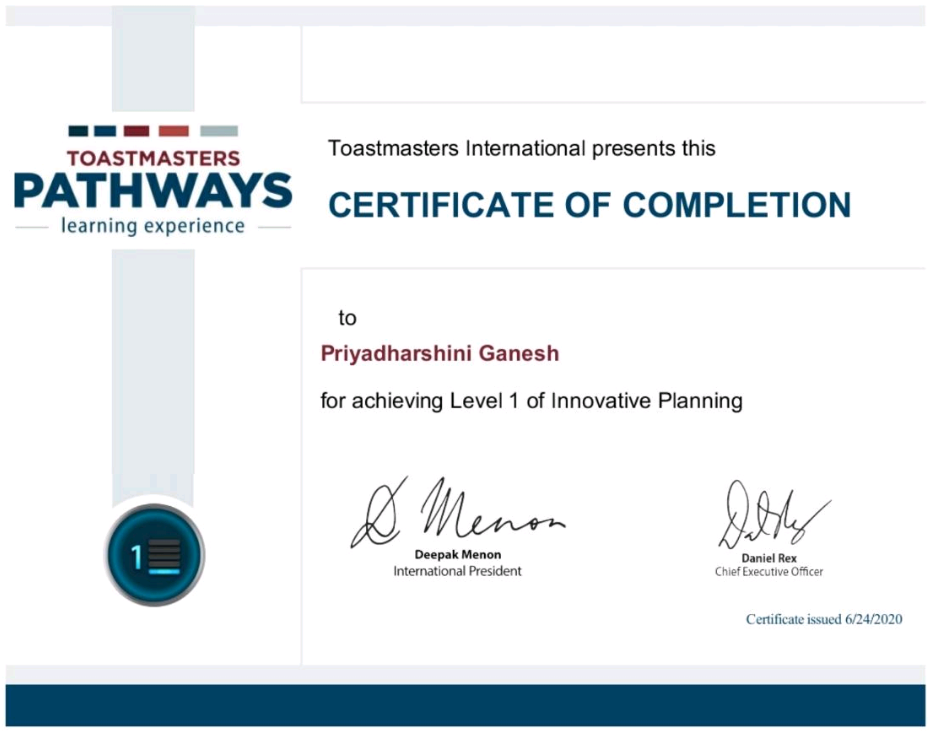 TOASTMASTERS
PATHWAYS
learning experience
Toastmasters International presents this
CERTIFICATE OF COMPLETION
to
Priyadharshini Ganesh
for achieving Level 1 of Innovative Planning
D Menon
Deepak Menon
International President
Daniel Rex
Chief Executive Officer
1
Certificate issued 6/24/2020